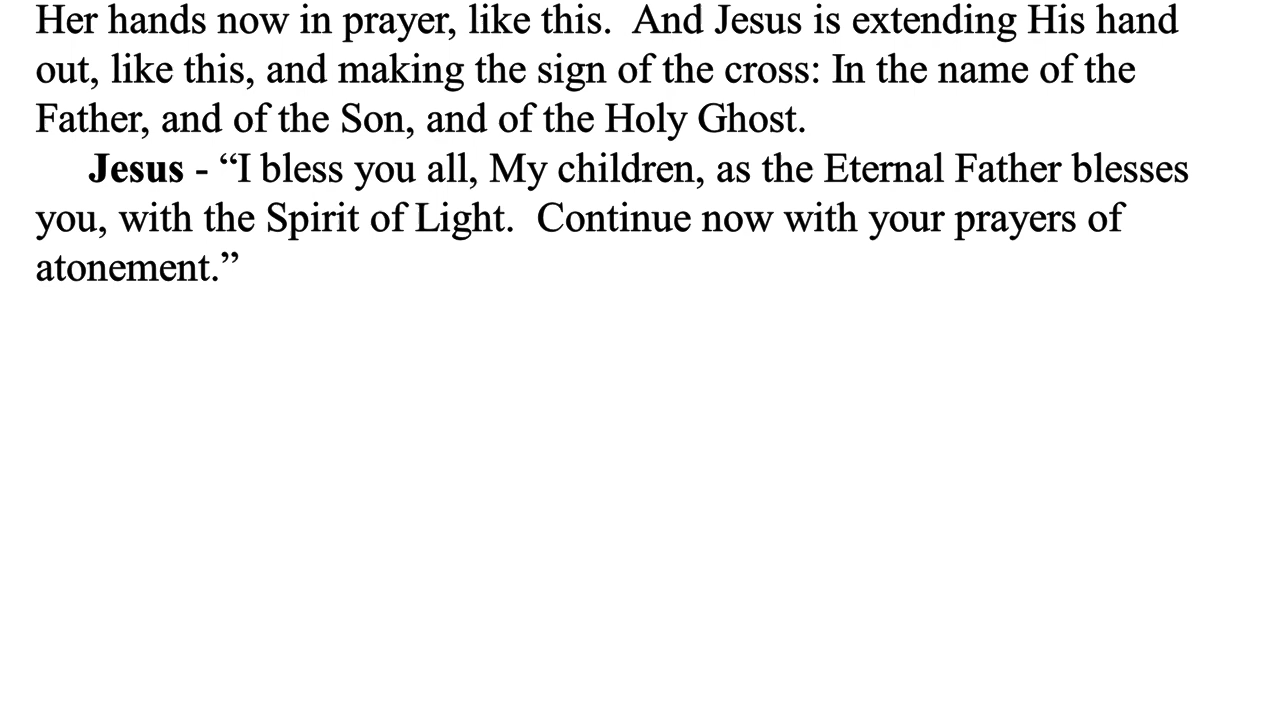 Her hands now in prayer, like this.  And Jesus is extending His hand
out, like this, and making the sign of the cross: In the name of the
Father, and of the Son, and of the Holy Ghost.
Jesus - “I bless you all, My children, as the Eternal Father blesses
you, with the Spirit of Light.  Continue now with your prayers of
atonement.”